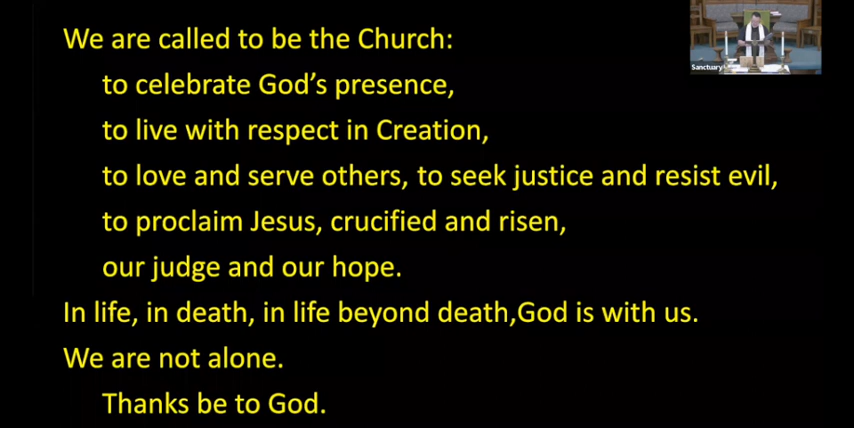 We are called to be the Church:
to celebrate God’s presence,
to live with respect in Creation,
to love and serve others, to seek justice and resist evil,
to proclaim Jesus, crucified and risen,
our judge and our hope.
In life, in death, in life beyond death,God is with us.
We are not alone.
Thanks be to God.
Sanctuary